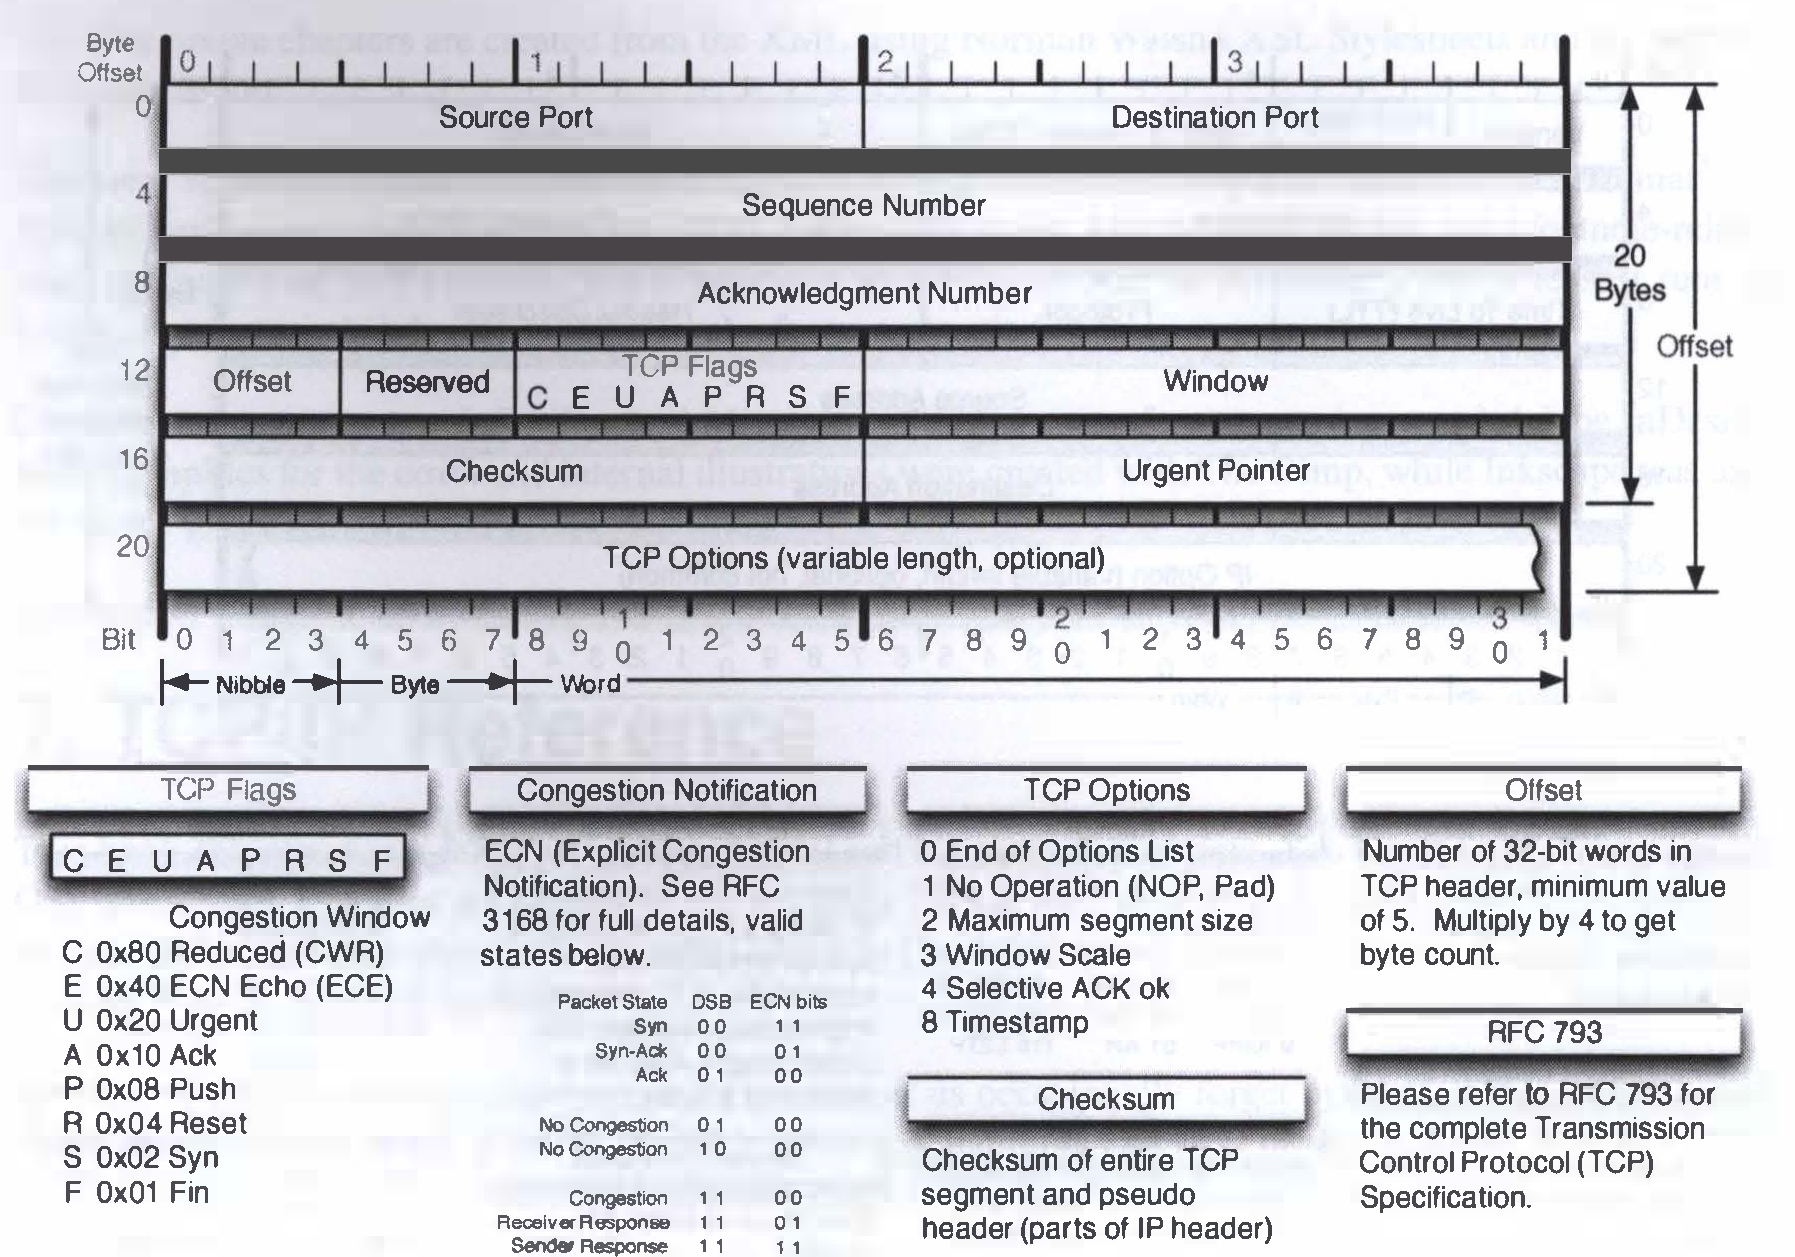 Byte
Offset
0 1 2 3
0 Source Port Destination Port
4 Sequence Number
8 Acknowledgment Number
20
Bytes
Offset
12 Offset Reserved TCP Flags Window
C E U A P R S F
16 Checksum Urgent Pointer
20 TCP Options (variable length, optional)
Bit 0 1 2 3 4 5 6 7 8 9 1 0 1 2 3 4 5 6 7 8 9 2 0 1 2 3 4 5 6 7 8 9 3 0 1
Nibble Byte Word
TCP Flags
C E U A P R S F
Congestion Window
C 0x80 Reduced (CWR)
E 0x40 ECN Echo (ECE)
U 0x20 Urgent
A 0x10 Ack
P 0x08 Push
R 0x04 Reset
S 0x02 Syn
F 0x01 Fin
Congestion Notification
ECN (Explicit Congestion
Notification). See RFC
3168 for full details, valid
states below.
Packet State DSB ECN bits
Syn 0 0 1 1
Syn-Ack 0 0 0 1
Ack 0 1 0 0
No Congestion 0 1 0 0
No Congestion 1 0 0 0
Congestion 1 1 0 0
Receiver Response 1 1 0 1
Sender Response 1 1 1 1
TCP Options
0 End of Options List
1 No Operation (NOP, Pad)
2 Maximum segment size
3 Window Scale
4 Selective ACK ok
8 Timestamp
Checksum
Checksum of entire TCP
segment and pseudo
header (parts of IP header)
Offset
Number of 32-bit words in
TCP header, minimum value
of 5. Multiply by 4 to get
byte count.
RFC 793
Please refer to RFC 793 for
the complete Transmission
Control Protocol (TCP)
Specification.